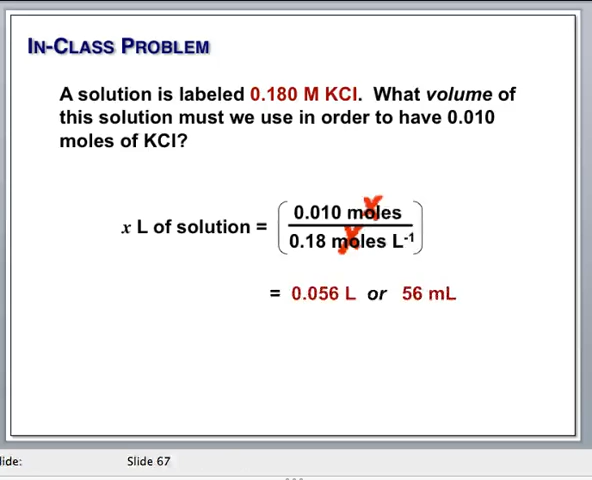 IN-CLASS PROBLEM
A solution is labeled 0.180 M KCl. What volume of
this solution must we use in order to have 0.010
moles of KCl?
x L of solution = (0.010 moles / 0.18 moles L⁻¹)
= 0.056 L or 56 mL
lide: Slide 67